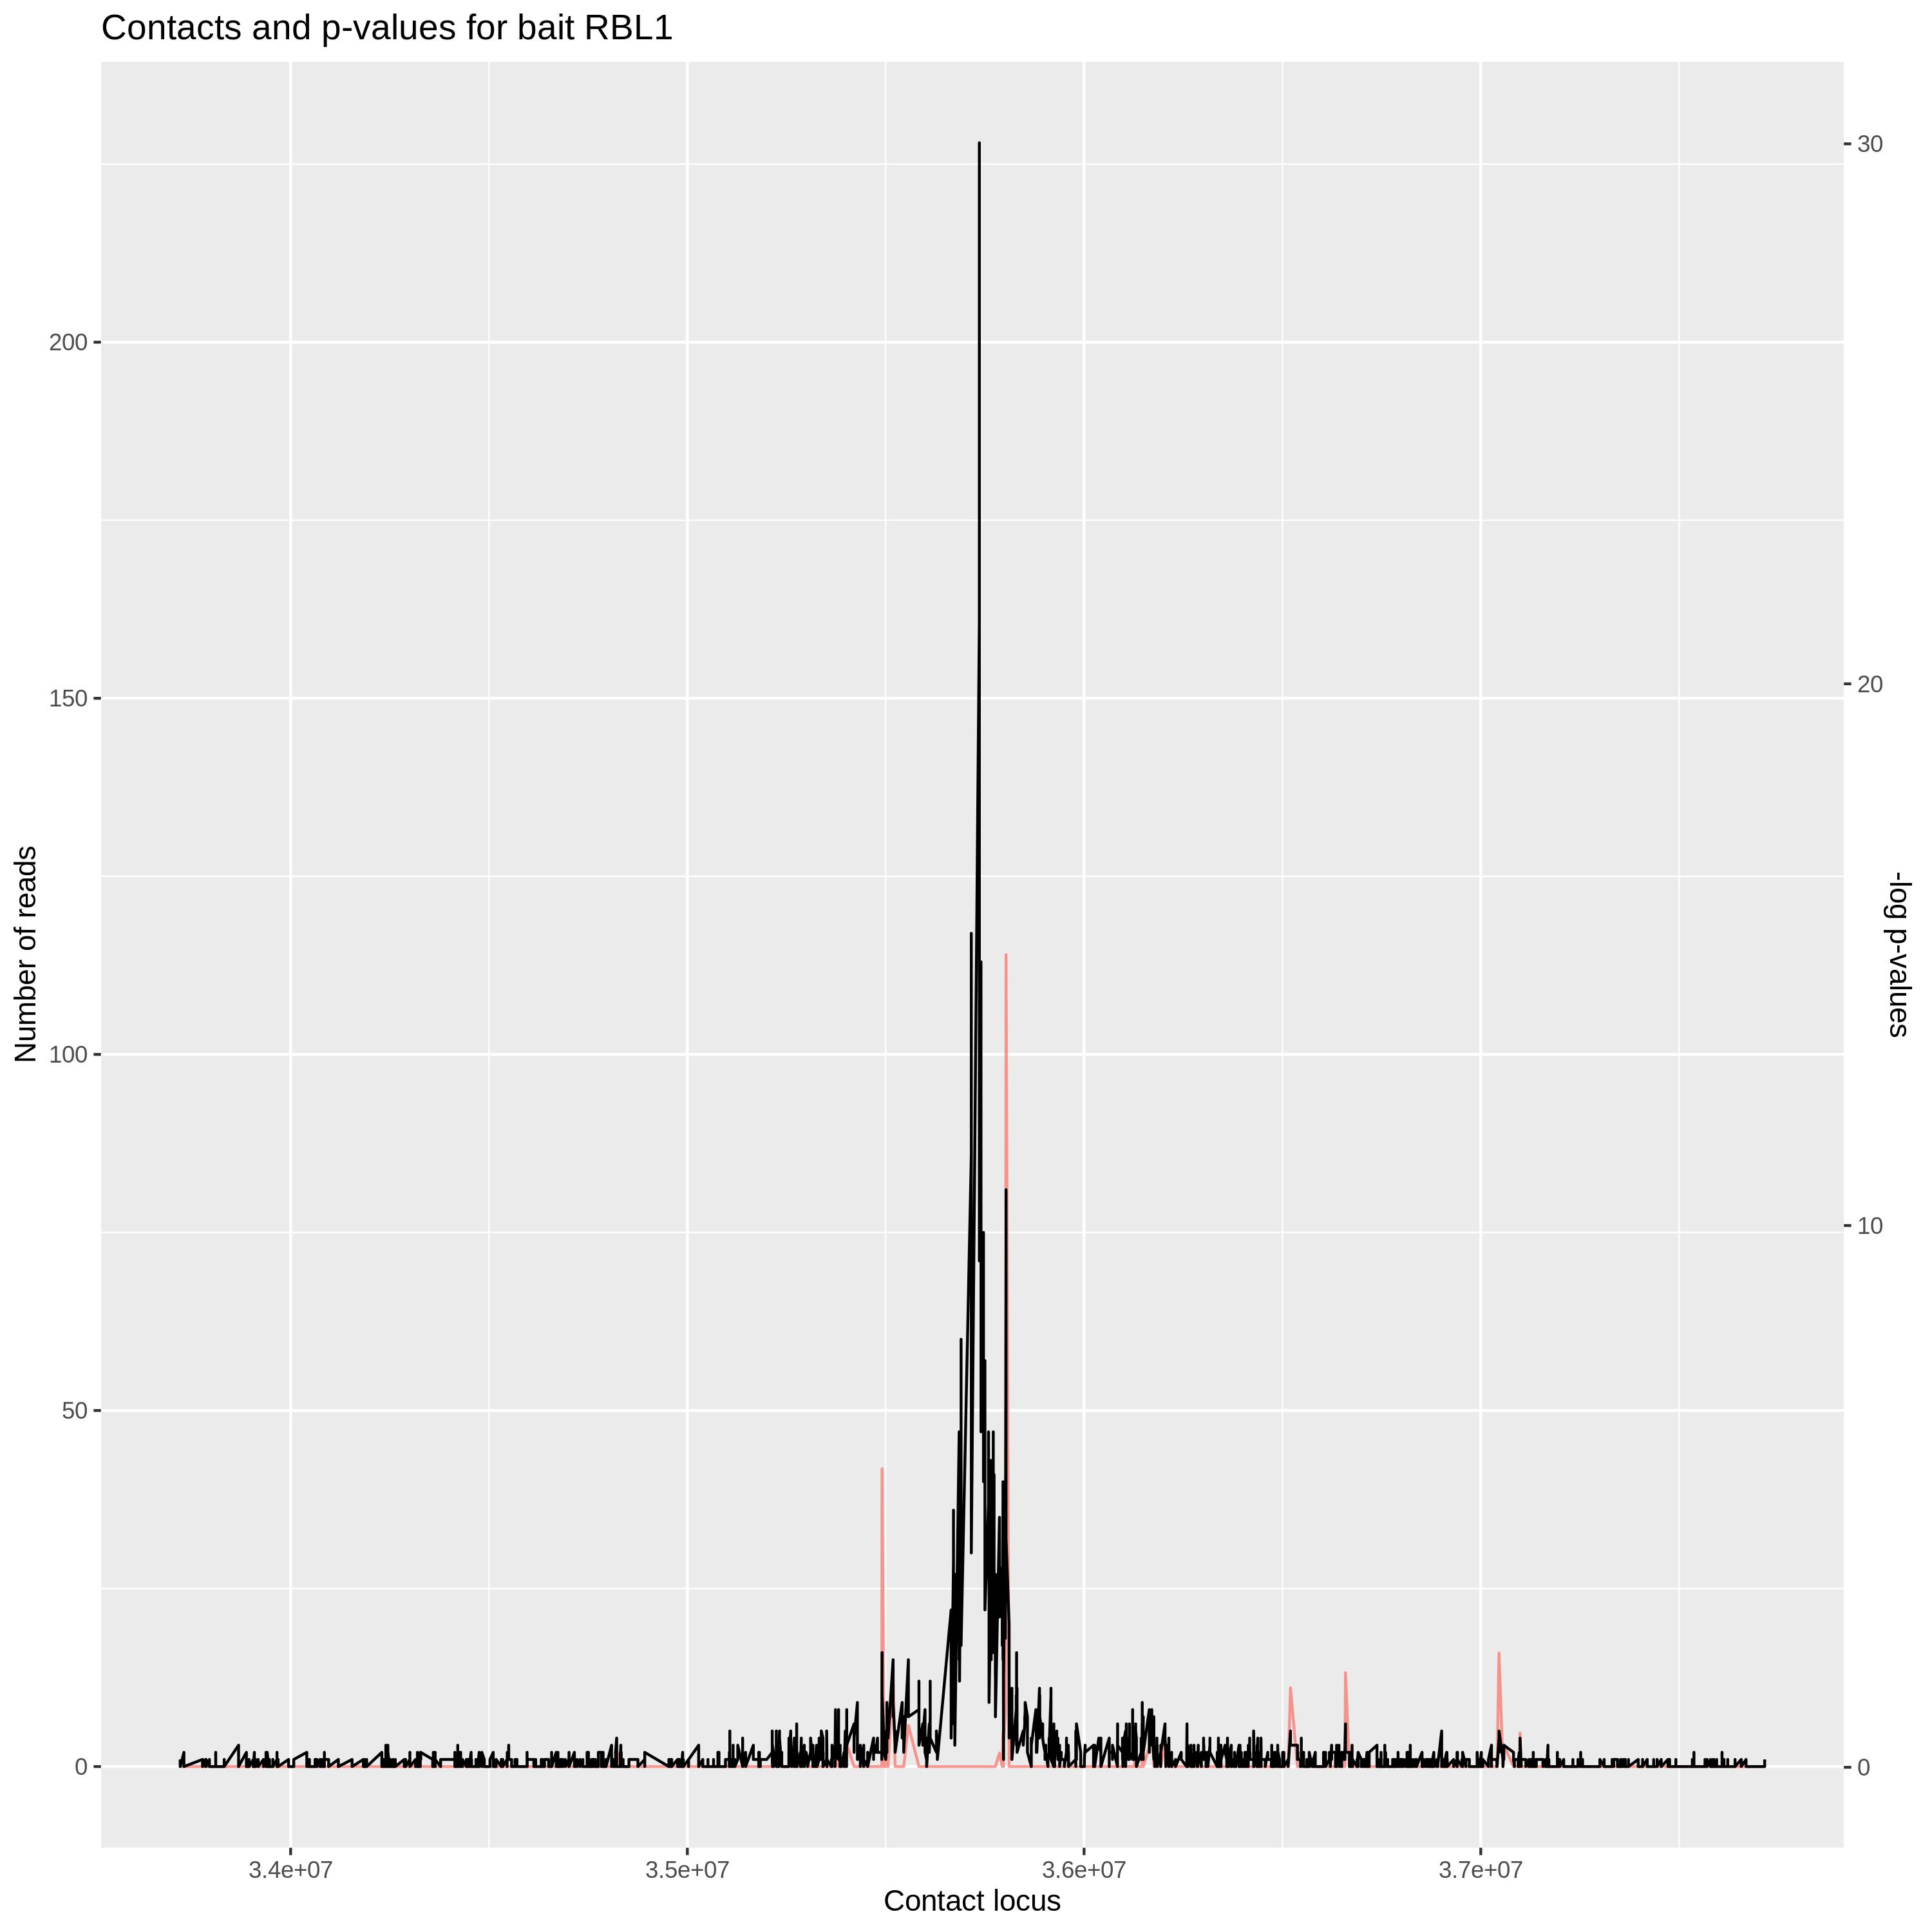 Contacts and p-values for bait RBL1
200
150
100
50
0
30
20
10
0
Number of reads
-log p-values
3.4e+07 3.5e+07 3.6e+07 3.7e+07
Contact locus